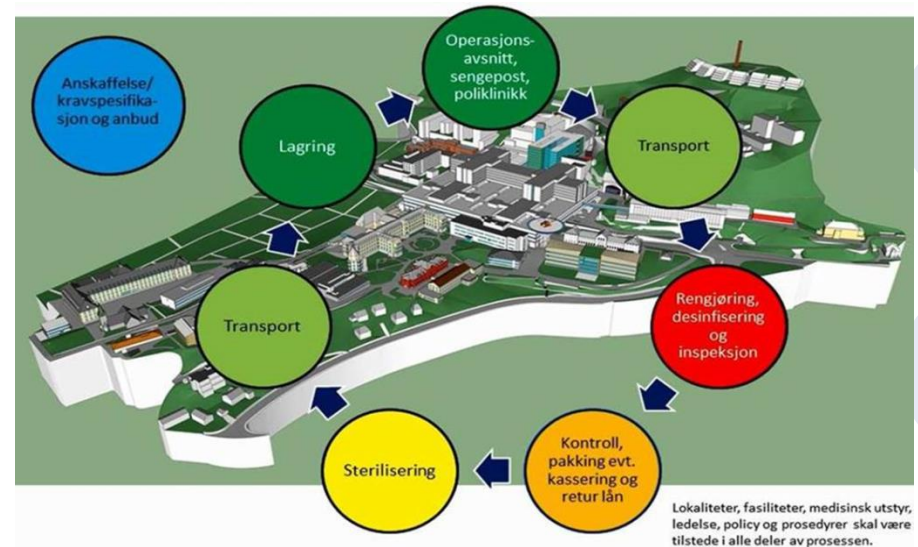 Anskaffelse/
kravspesifika-
sjon og anbud
Operasjons-
avsnitt,
sengepost,
poliklinikk
Lagring
Transport
Rengjøring,
desinfisering
og
inspeksjon
Kontroll,
pakking evt.
kassering og
retur lån
Sterilisering
Transport
Lokaliteter, fasiliteter, medisinsk utstyr,
ledelse, policy og prosedyrer skal være
tilstede i alle deler av prosessen.